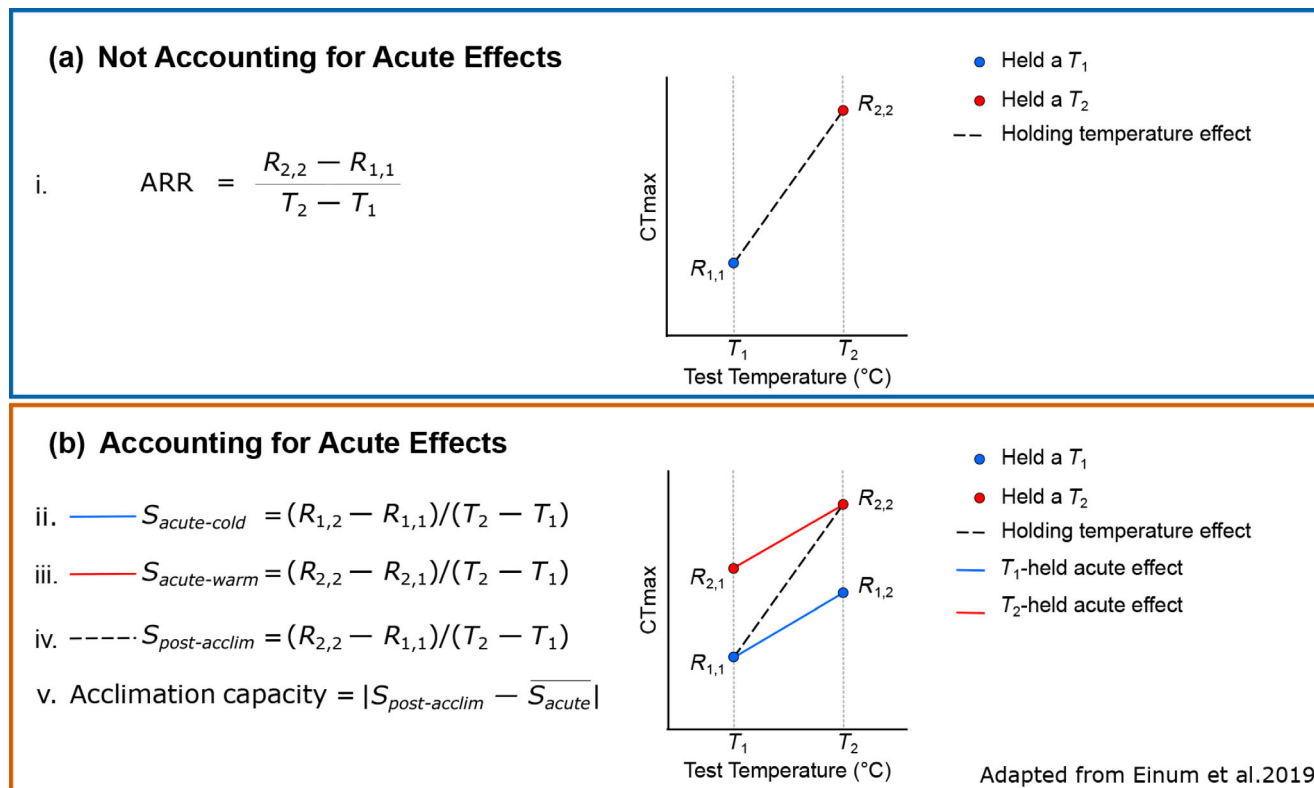 (a) Not Accounting for Acute Effects
i. ARR = (R2,2 — R1,1)/(T2 — T1)
CTmax
R2,2
R1,1
T1 T2
Test Temperature (°C)
Held a T1
Held a T2
Holding temperature effect
(b) Accounting for Acute Effects
ii. Sacute-cold = (R1,2 — R1,1)/(T2 — T1)
iii. Sacute-warm = (R2,2 — R2,1)/(T2 — T1)
iv. Spost-acclim = (R2,2 — R1,1)/(T2 — T1)
v. Acclimation capacity = |Spost-acclim — S̅acute|
CTmax
R2,2
R2,1
R1,2
R1,1
T1 T2
Test Temperature (°C)
Held a T1
Held a T2
Holding temperature effect
T1-held acute effect
T2-held acute effect
Adapted from Einum et al.2019